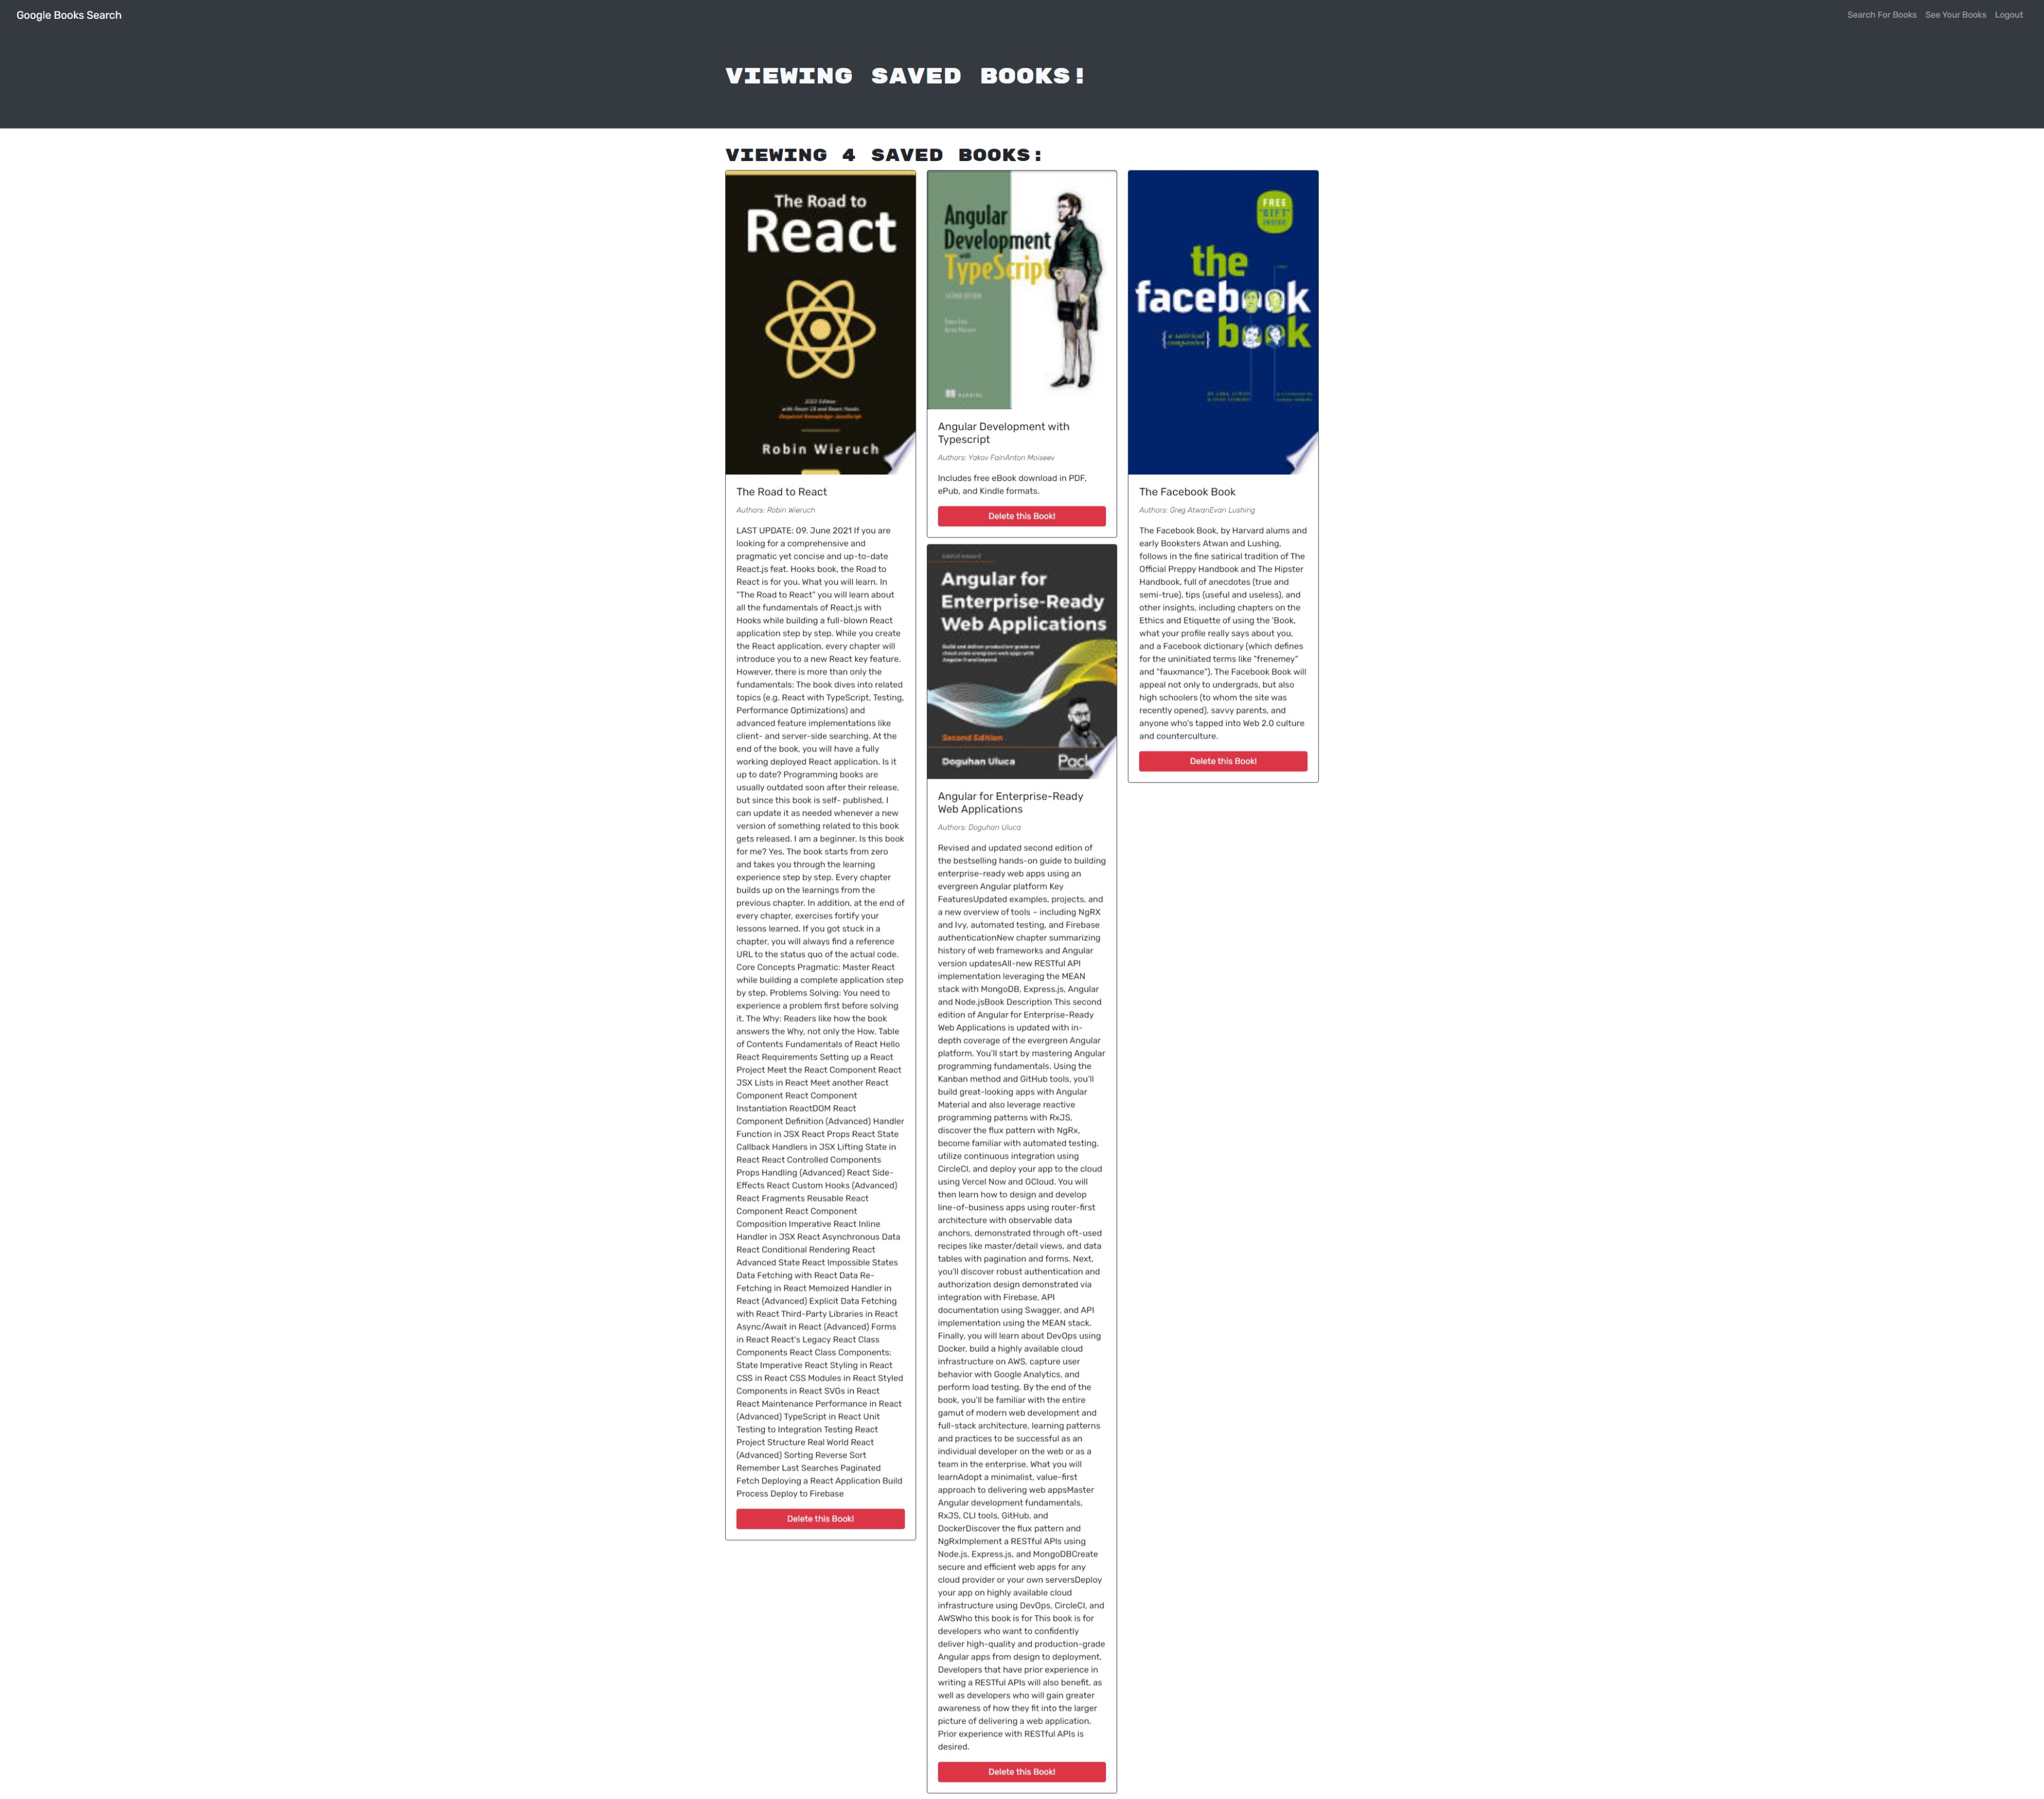 Google Books Search
Search For Books
See Your Books
Logout
VIEWING SAVED BOOKS!
VIEWING 4 SAVED BOOKS:
The Road to
React
2022 Edition
with React 18 and React Hooks
Required Knowledge: JavaScript
Robin Wieruch
The Road to React
Authors: Robin Wieruch
LAST UPDATE: 09. June 2021 If you are
looking for a comprehensive and
pragmatic yet concise and up-to-date
React.js feat. Hooks book, the Road to
React is for you. What you will learn. In
"The Road to React" you will learn about
all the fundamentals of React.js with
Hooks while building a full-blown React
application step by step. While you create
the React application, every chapter will
introduce you to a new React key feature.
However, there is more than only the
fundamentals: The book dives into related
topics (e.g. React with TypeScript, Testing,
Performance Optimizations) and
advanced feature implementations like
client- and server-side searching. At the
end of the book, you will have a fully
working deployed React application. Is it
up to date? Programming books are
usually outdated soon after their release,
but since this book is self- published, I
can update it as needed whenever a new
version of something related to this book
gets released. I am a beginner. Is this book
for me? Yes. The book starts from zero
and takes you through the learning
experience step by step. Every chapter
builds up on the learnings from the
previous chapter. In addition, at the end of
every chapter, exercises fortify your
lessons learned. If you got stuck in a
chapter, you will always find a reference
URL to the status quo of the actual code.
Core Concepts Pragmatic: Master React
while building a complete application step
by step. Problems Solving: You need to
experience a problem first before solving
it. The Why: Readers like how the book
answers the Why, not only the How. Table
of Contents Fundamentals of React Hello
React Requirements Setting up a React
Project Meet the React Component React
JSX Lists in React Meet another React
Component React Component
Instantiation ReactDOM React
Component Definition (Advanced) Handler
Function in JSX React Props React State
Callback Handlers in JSX Lifting State in
React React Controlled Components
Props Handling (Advanced) React Side-
Effects React Custom Hooks (Advanced)
React Fragments Reusable React
Component React Component
Composition Imperative React Inline
Handler in JSX React Asynchronous Data
React Conditional Rendering React
Advanced State React Impossible States
Data Fetching with React Data Re-
Fetching in React Memoized Handler in
React (Advanced) Explicit Data Fetching
with React Third-Party Libraries in React
Async/Await in React (Advanced) Forms
in React React's Legacy React Class
Components React Class Components:
State Imperative React Styling in React
CSS in React CSS Modules in React Styled
Components in React SVGs in React
React Maintenance Performance in React
(Advanced) TypeScript in React Unit
Testing to Integration Testing React
Project Structure Real World React
(Advanced) Sorting Reverse Sort
Remember Last Searches Paginated
Fetch Deploying a React Application Build
Process Deploy to Firebase
Delete this Book!
Angular
Development
with
TypeScript
SECOND EDITION
Yakov Fain
Anton Moiseev
MANNING
Angular Development with
Typescript
Authors: Yakov FainAnton Moiseev
Includes free eBook download in PDF,
ePub, and Kindle formats.
Delete this Book!
Angular for
Enterprise-Ready
Web Applications
Build and deliver production-grade and
cloud-scale evergreen web apps with
Angular 9 and beyond
Second Edition
Doguhan Uluca
Pack
Angular for Enterprise-Ready
Web Applications
Authors: Doguhan Uluca
Revised and updated second edition of
the bestselling hands-on guide to building
enterprise-ready web apps using an
evergreen Angular platform Key
FeaturesUpdated examples, projects, and
a new overview of tools – including NgRX
and Ivy, automated testing, and Firebase
authenticationNew chapter summarizing
history of web frameworks and Angular
version updatesAll-new RESTful API
implementation leveraging the MEAN
stack with MongoDB, Express.js, Angular
and Node.jsBook Description This second
edition of Angular for Enterprise-Ready
Web Applications is updated with in-
depth coverage of the evergreen Angular
platform. You'll start by mastering Angular
programming fundamentals. Using the
Kanban method and GitHub tools, you'll
build great-looking apps with Angular
Material and also leverage reactive
programming patterns with RxJS,
discover the flux pattern with NgRx,
become familiar with automated testing,
utilize continuous integration using
CircleCI, and deploy your app to the cloud
using Vercel Now and GCloud. You will
then learn how to design and develop
line-of-business apps using router-first
architecture with observable data
anchors, demonstrated through oft-used
recipes like master/detail views, and data
tables with pagination and forms. Next,
you'll discover robust authentication and
authorization design demonstrated via
integration with Firebase, API
documentation using Swagger, and API
implementation using the MEAN stack.
Finally, you will learn about DevOps using
Docker, build a highly available cloud
infrastructure on AWS, capture user
behavior with Google Analytics, and
perform load testing. By the end of the
book, you'll be familiar with the entire
gamut of modern web development and
full-stack architecture, learning patterns
and practices to be successful as an
individual developer on the web or as a
team in the enterprise. What you will
learnAdopt a minimalist, value-first
approach to delivering web appsMaster
Angular development fundamentals,
RxJS, CLI tools, GitHub, and
DockerDiscover the flux pattern and
NgRxImplement a RESTful APIs using
Node.js, Express.js, and MongoDBCreate
secure and efficient web apps for any
cloud provider or your own serversDeploy
your app on highly available cloud
infrastructure using DevOps, CircleCI, and
AWSWho this book is for This book is for
developers who want to confidently
deliver high-quality and production-grade
Angular apps from design to deployment.
Developers that have prior experience in
writing a RESTful APIs will also benefit, as
well as developers who will gain greater
awareness of how they fit into the larger
picture of delivering a web application.
Prior experience with RESTful APIs is
desired.
Delete this Book!
FREE
"GIFT"
INSIDE
the
facebook
{a satirical
companion}
book
The Facebook Book
Authors: Greg AtwanEvan Lushing
The Facebook Book, by Harvard alums and
early Booksters Atwan and Lushing,
follows in the fine satirical tradition of The
Official Preppy Handbook and The Hipster
Handbook, full of anecdotes (true and
semi-true), tips (useful and useless), and
other insights, including chapters on the
Ethics and Etiquette of using the 'Book,
what your profile really says about you,
and a Facebook dictionary (which defines
for the uninitiated terms like "frenemey"
and "fauxmance"). The Facebook Book will
appeal not only to undergrads, but also
high schoolers (to whom the site was
recently opened), savvy parents, and
anyone who's tapped into Web 2.0 culture
and counterculture.
Delete this Book!